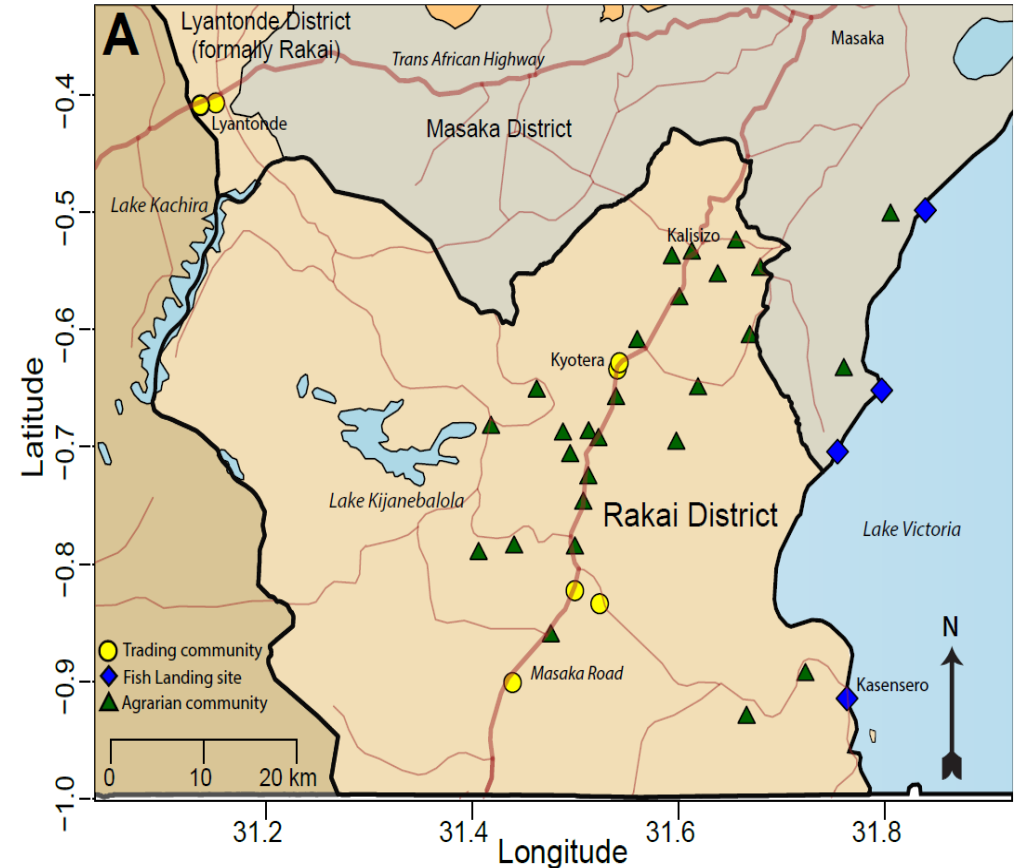 A
Lyantonde District
(formally Rakai)
Trans African Highway
Masaka
Lyantonde
Masaka District
Lake Kachira
Kalisizo
Kyotera
Lake Kijanebalola
Rakai District
Lake Victoria
Trading community
Fish Landing site
Agrarian community
Masaka Road
Kasensero
N
0 10 20 km
−0.4
−0.5
−0.6
−0.7
−0.8
−0.9
−1.0
Latitude
31.2 31.4 31.6 31.8
Longitude